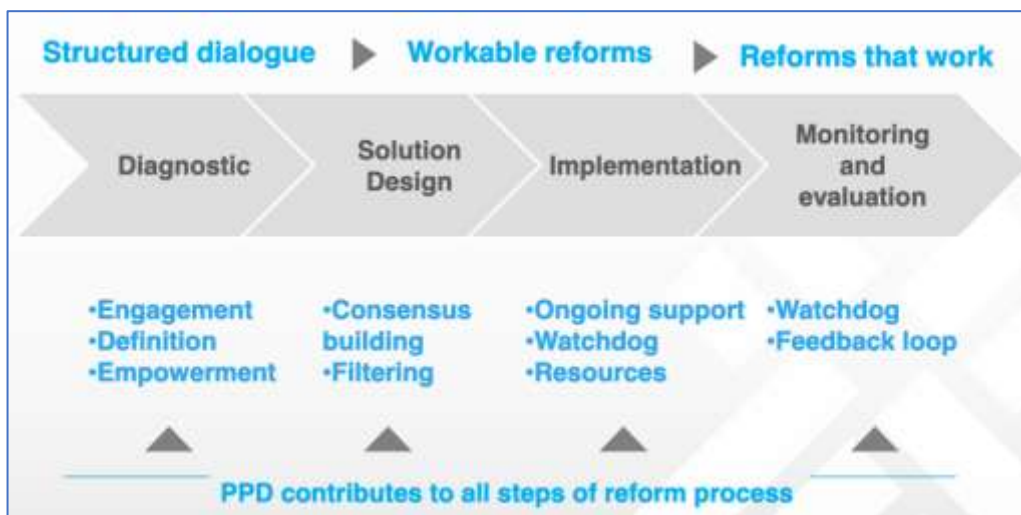 Structured dialogue
Workable reforms
Reforms that work
Diagnostic
Solution
Design
Implementation
Monitoring
and
evaluation
•Engagement
•Definition
•Empowerment
•Consensus
building
•Filtering
•Ongoing support
•Watchdog
•Resources
•Watchdog
•Feedback loop
PPD contributes to all steps of reform process